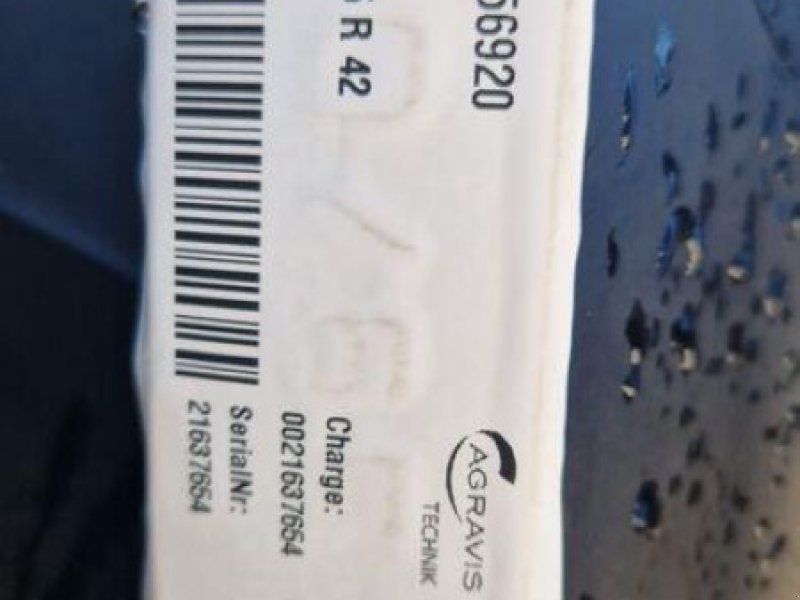 56920
AGRAVIS
TECHNIK
R 42
Charge:
0021637654
SerialNr:
21637654